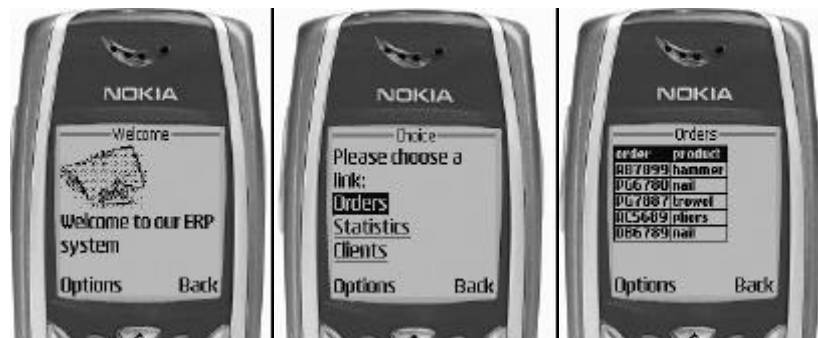 NOKIA
Welcome
Welcome to our ERP
system
Options Back
NOKIA
Choice
Please choose a
link:
Orders
Statistics
Clients
Options Back
NOKIA
Orders
order product
AB7899 hammer
PG6780 nail
PG7887 trowel
AC5689 pliers
DB6789 nail
Options Back